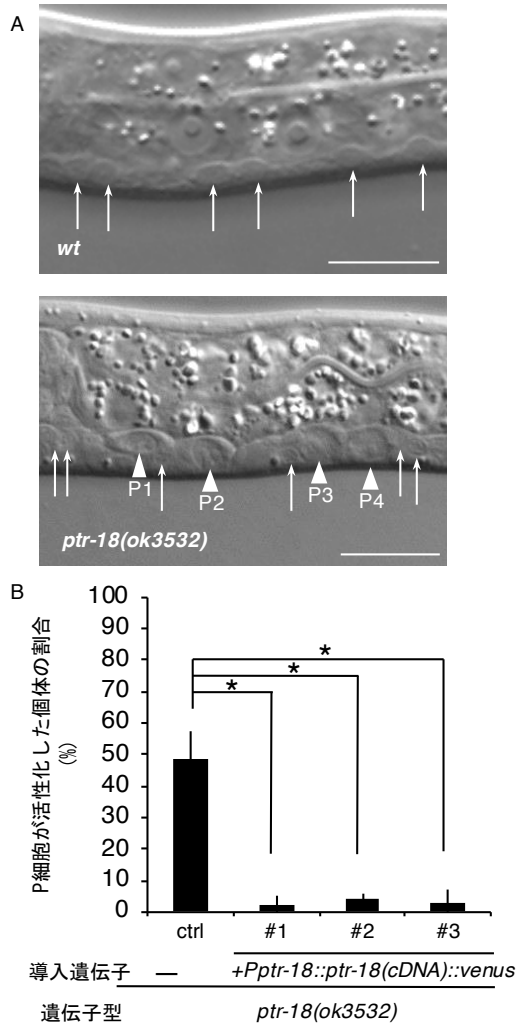 A
wt
P1
P2
P3
P4
ptr-18(ok3532)
B
P細胞が活性化した個体の割合
(%)
100
90
80
70
60
50
40
30
20
10
0
*
*
*
ctrl
#1
#2
#3
導入遺伝子
—
+Pptr-18::ptr-18(cDNA)::venus
遺伝子型
ptr-18(ok3532)